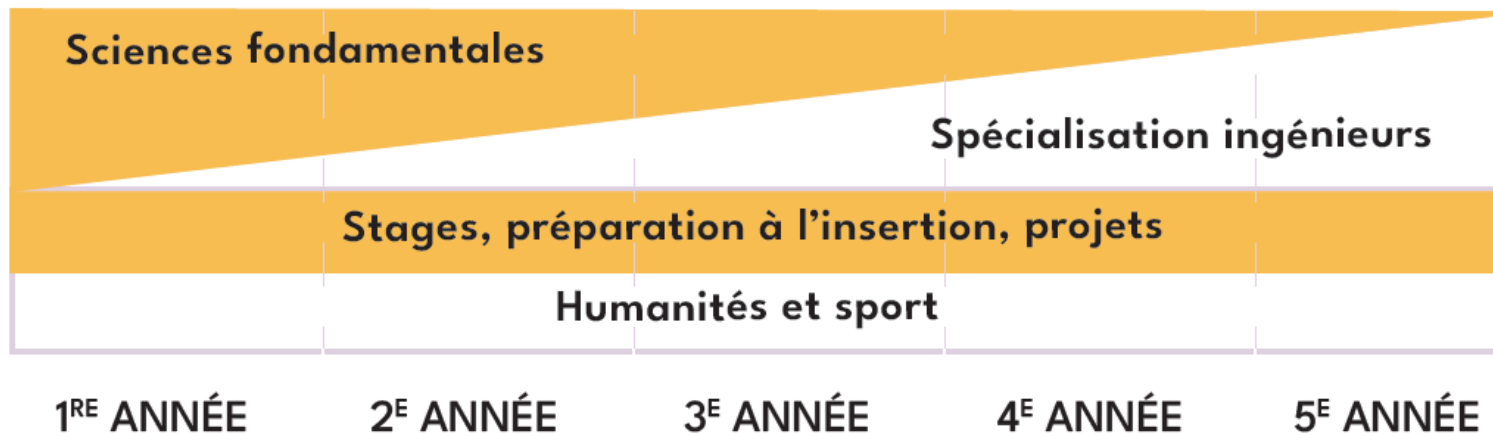 Sciences fondamentales
Spécialisation ingénieurs
Stages, préparation à l’insertion, projets
Humanités et sport
1RE ANNÉE 2E ANNÉE 3E ANNÉE 4E ANNÉE 5E ANNÉE